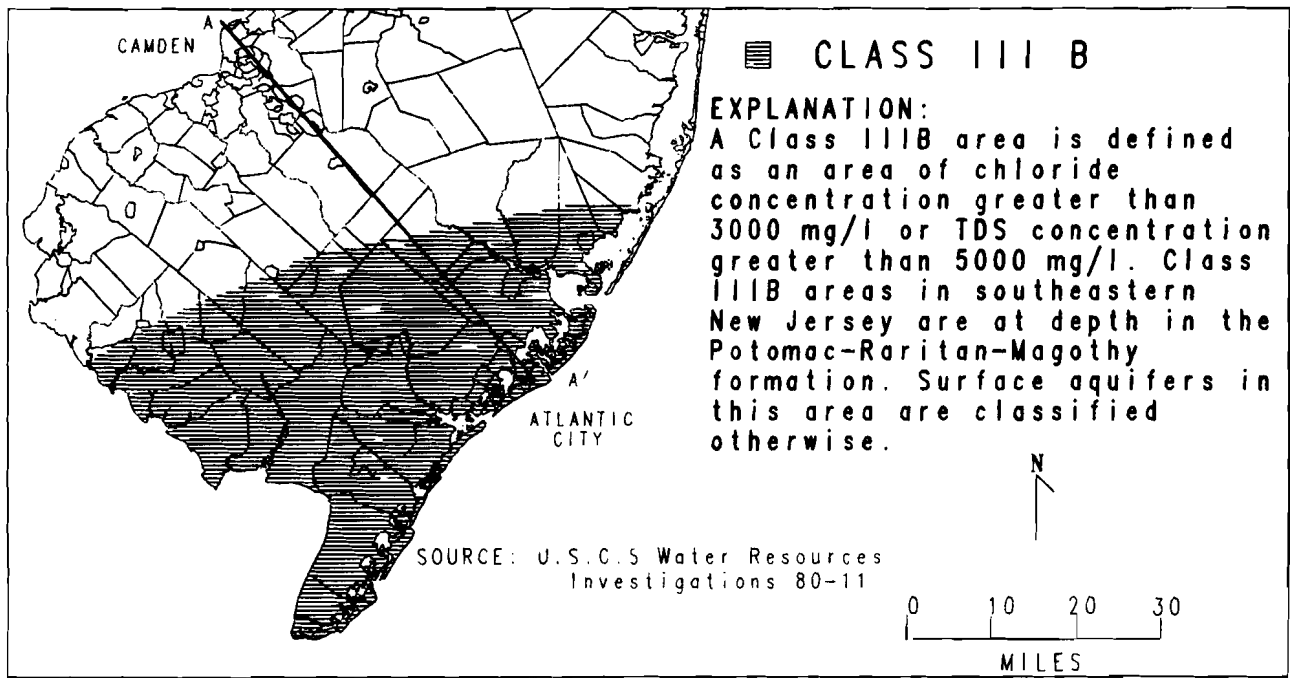 A
CAMDEN
CLASS III B
EXPLANATION:
A Class IIIB area is defined
as an area of chloride
concentration greater than
3000 mg/l or TDS concentration
greater than 5000 mg/l. Class
IIIB areas in southeastern
New Jersey are at depth in the
Potomac-Raritan-Magothy
formation. Surface aquifers in
this area are classified
otherwise.
A'
ATLANTIC
CITY
N
SOURCE: U.S.C.S Water Resources
Investigations 80-11
0 10 20 30
MILES